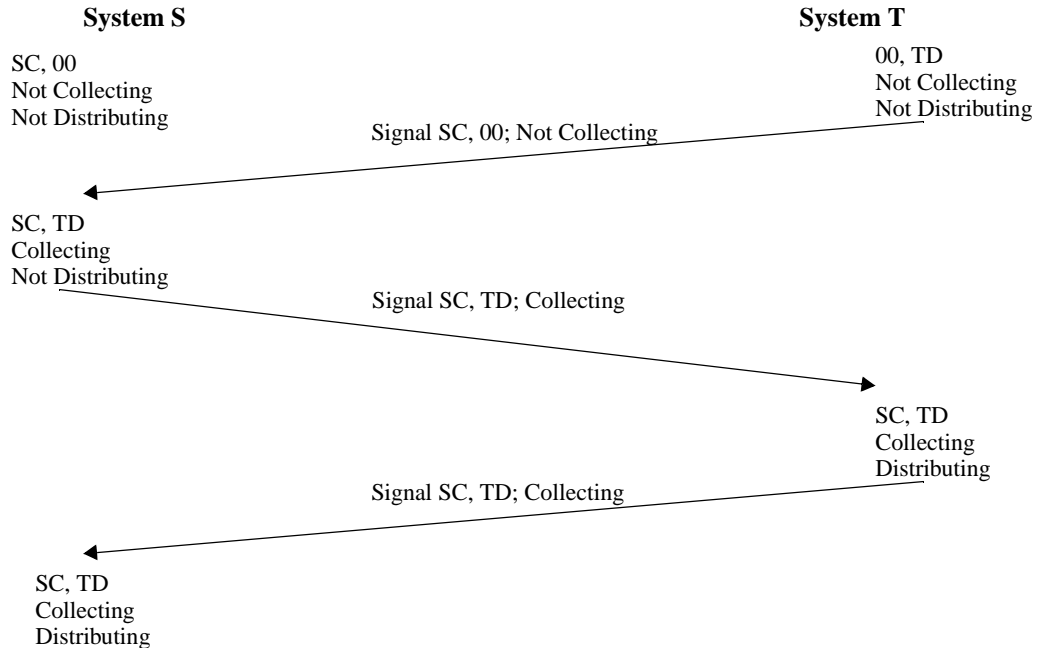 System S
System T
SC, 00
Not Collecting
Not Distributing
00, TD
Not Collecting
Not Distributing
Signal SC, 00; Not Collecting
SC, TD
Collecting
Not Distributing
Signal SC, TD; Collecting
SC, TD
Collecting
Distributing
Signal SC, TD; Collecting
SC, TD
Collecting
Distributing